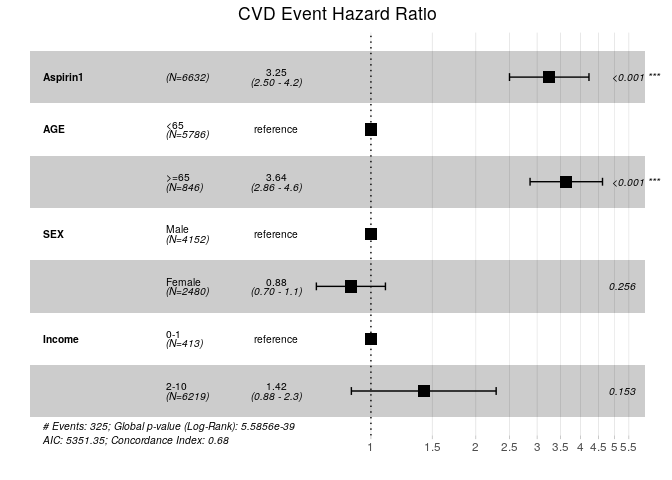 CVD Event Hazard Ratio
Aspirin1 (N=6632) 3.25 (2.50 - 4.2) <0.001 ***
AGE <65 (N=5786) reference
>=65 (N=846) 3.64 (2.86 - 4.6) <0.001 ***
SEX Male (N=4152) reference
Female (N=2480) 0.88 (0.70 - 1.1) 0.256
Income 0-1 (N=413) reference
2-10 (N=6219) 1.42 (0.88 - 2.3) 0.153
# Events: 325; Global p-value (Log-Rank): 5.5856e-39
AIC: 5351.35; Concordance Index: 0.68
1 1.5 2 2.5 3 3.5 4 4.5 5 5.5